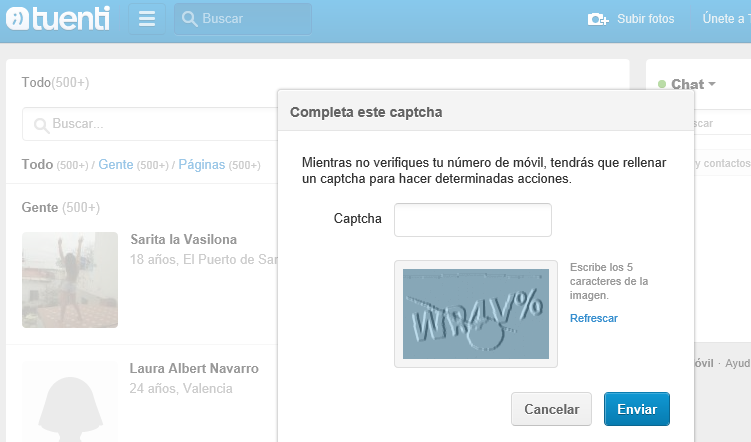 tuenti
Buscar
Subir fotos
Únete a T
Todo(500+)
Buscar...
Todo (500+) / Gente (500+) / Páginas (500+)
Gente (500+)
Sarita la Vasilona
18 años, El Puerto de San
Laura Albert Navarro
24 años, Valencia
Completa este captcha
Mientras no verifiques tu número de móvil, tendrás que rellenar
un captcha para hacer determinadas acciones.
Captcha
Escribe los 5
caracteres de la
imagen.
Refrescar
Cancelar
Enviar
Chat
scar
y contactos
óvil · Ayud